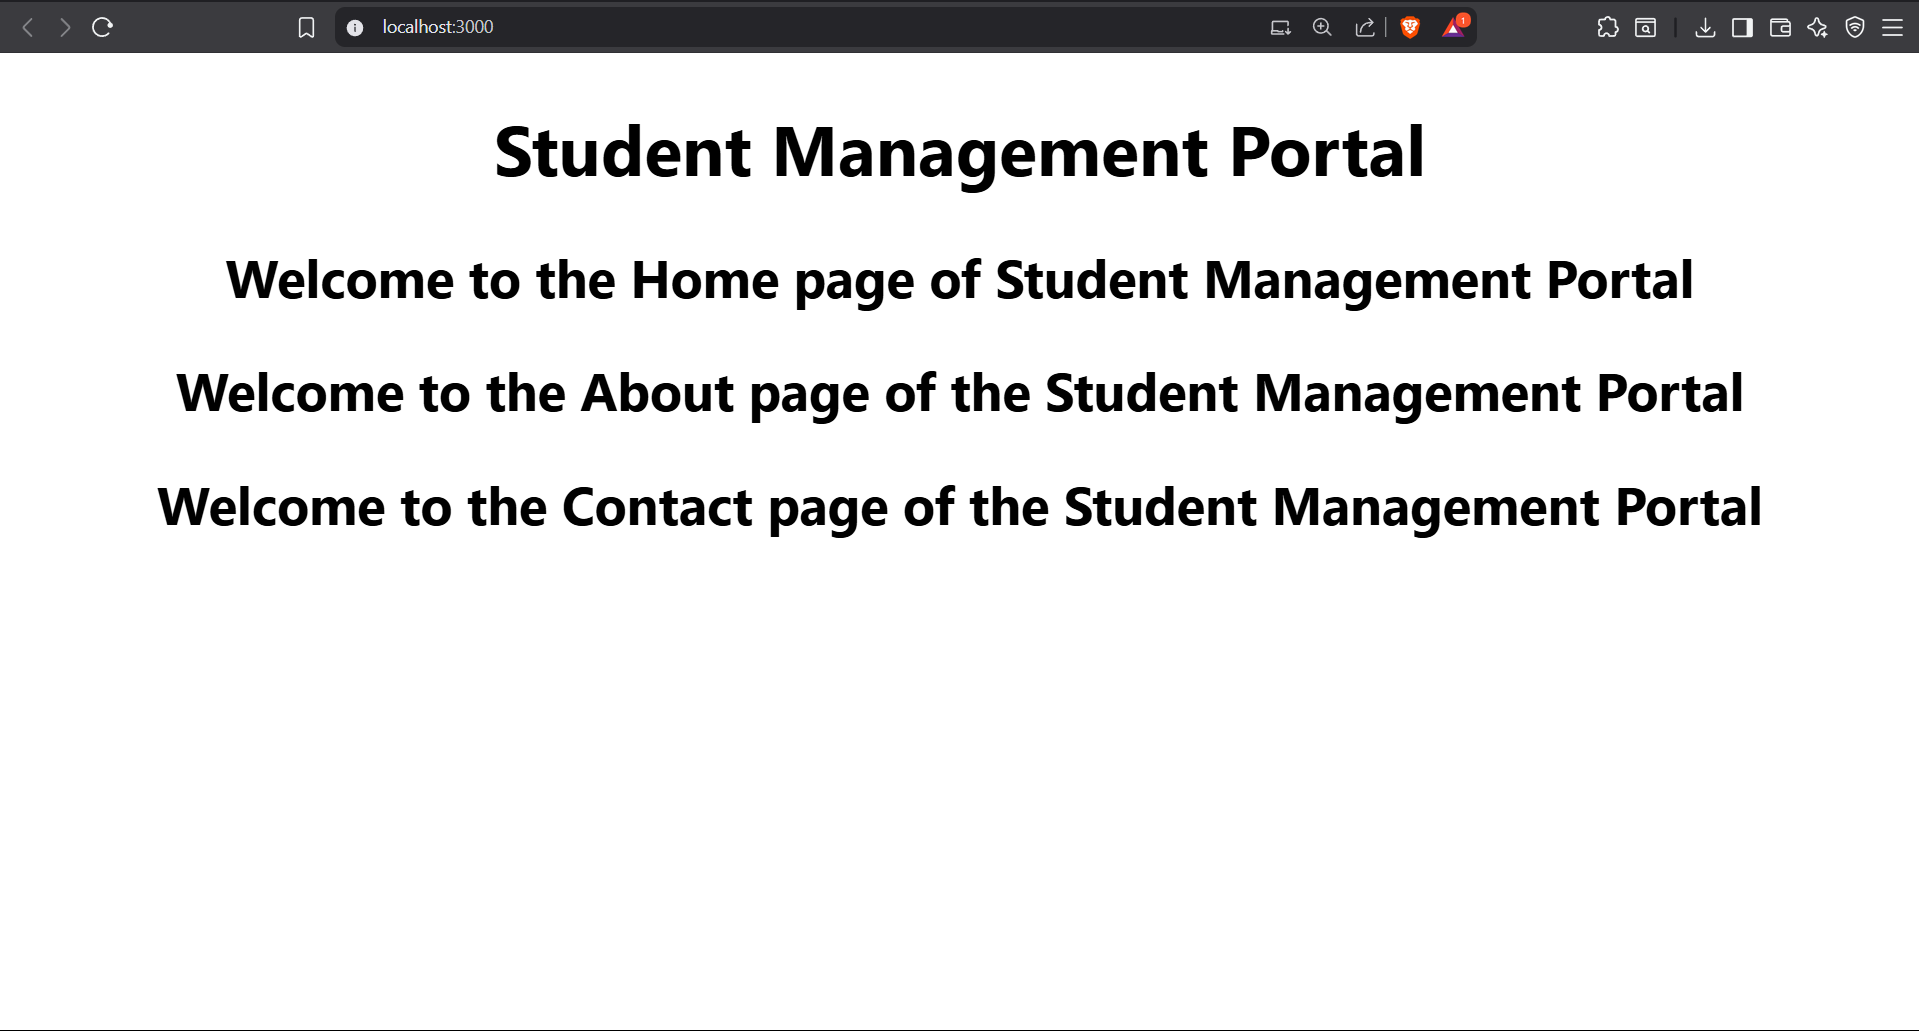 localhost:3000
1
Student Management Portal
Welcome to the Home page of Student Management Portal
Welcome to the About page of the Student Management Portal
Welcome to the Contact page of the Student Management Portal